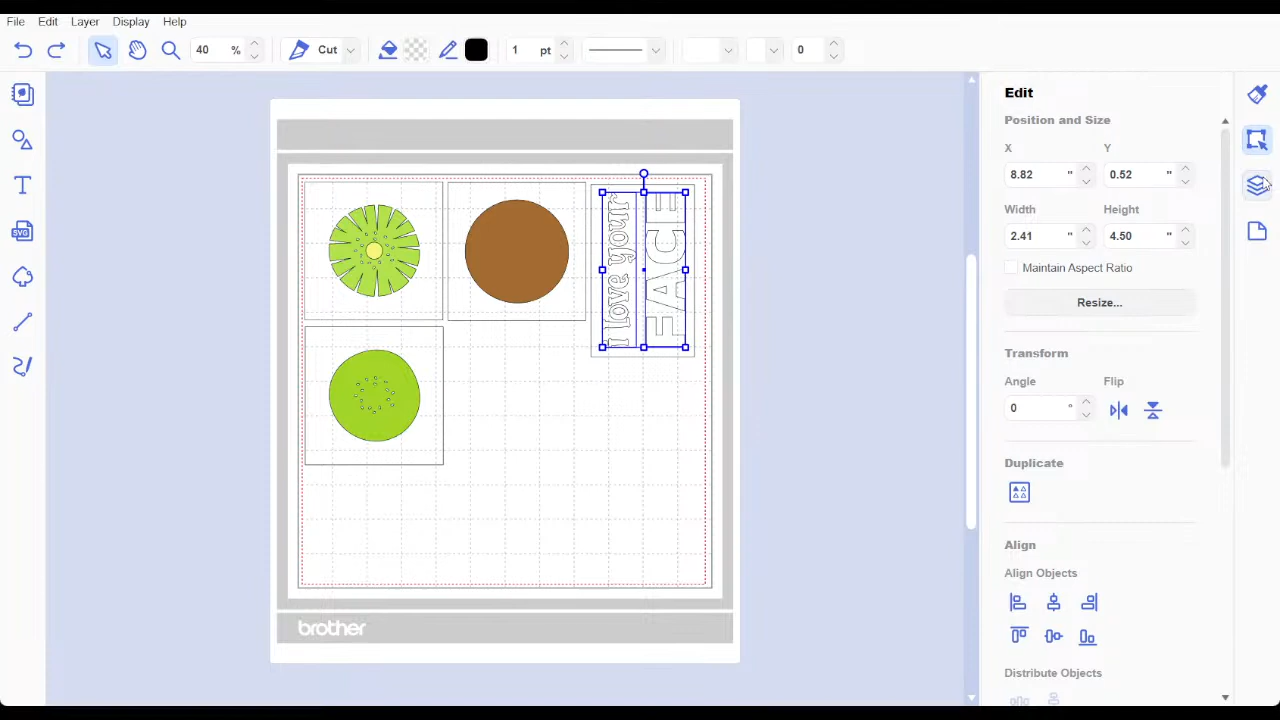 File Edit Layer Display Help
40 % Cut 1 pt 0
SVG
I love your
FACE
brother
Edit
Position and Size
X Y
8.82 " 0.52 "
Width Height
2.41 " 4.50 "
Maintain Aspect Ratio
Resize...
Transform
Angle Flip
0 °
Duplicate
Align
Align Objects
Distribute Objects